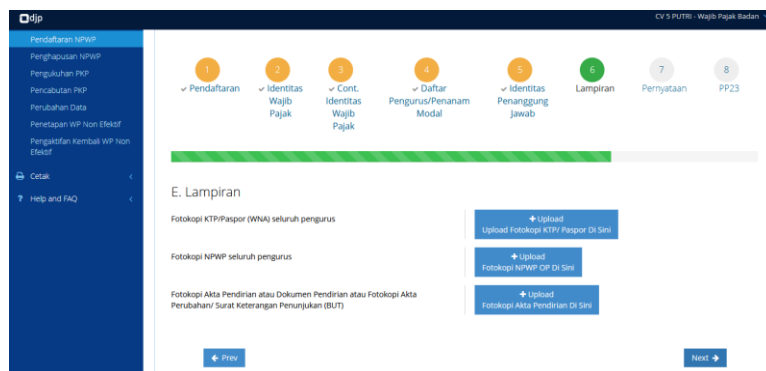 djp
CV 5 PUTRI - Wajib Pajak Badan
Pendaftaran NPWP
Penghapusan NPWP
Pengukuhan PKP
Pencabutan PKP
Perubahan Data
Penetapan WP Non Efektif
Pengaktifan Kembali WP Non
Efektif
Cetak
Help and FAQ
1
Pendaftaran
2
Identitas
Wajib
Pajak
3
Cont.
Identitas
Wajib
Pajak
4
Daftar
Pengurus/Penanam
Modal
5
Identitas
Penanggung
Jawab
6
Lampiran
7
Pernyataan
8
PP23
E. Lampiran
Fotokopi KTP/Paspor (WNA) seluruh pengurus
+ Upload
Upload Fotokopi KTP/ Paspor Di Sini
Fotokopi NPWP seluruh pengurus
+ Upload
Fotokopi NPWP OP Di Sini
Fotokopi Akta Pendirian atau Dokumen Pendirian atau Fotokopi Akta
Perubahan/ Surat Keterangan Penunjukan (BUT)
+ Upload
Fotokopi Akta Pendirian Di Sini
← Prev
Next →